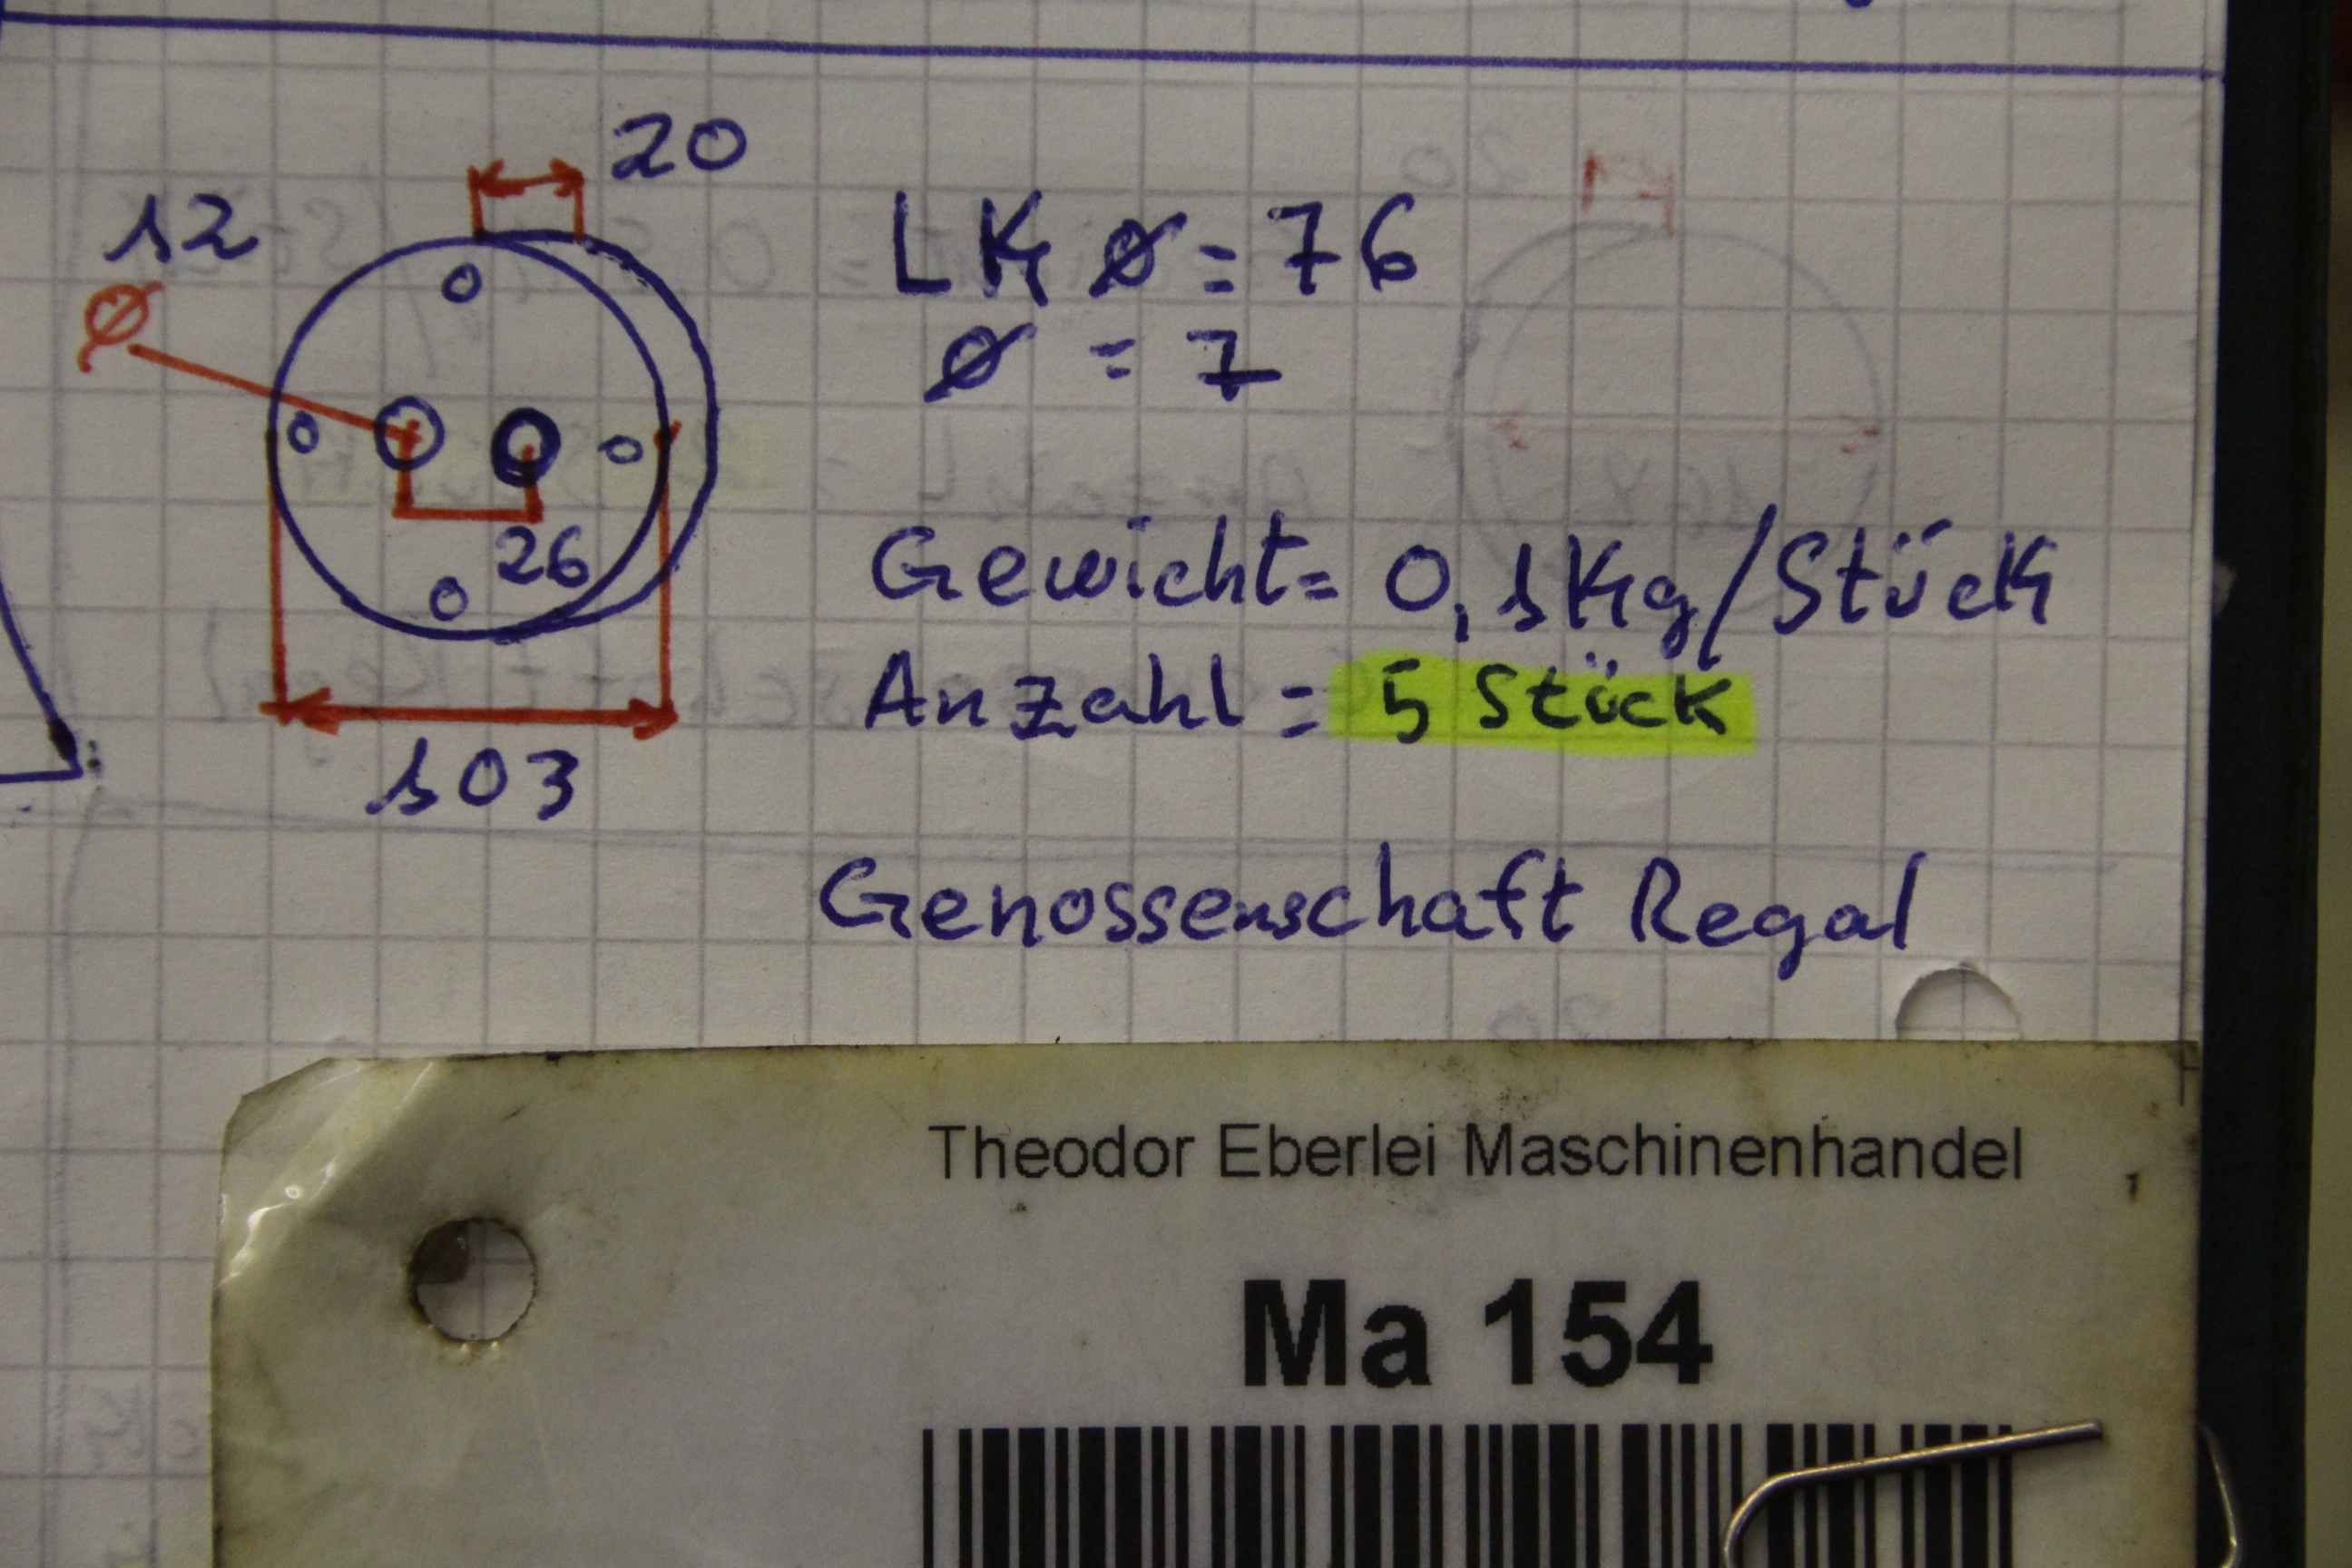 20
12
ø
LK ø = 76
ø = 7
26
Gewicht = 0,1 Kg/Stück
Anzahl = 5 Stück
103
Genossenschaft Regal
Theodor Eberlei Maschinenhandel
Ma 154